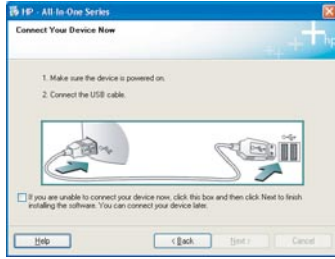 HP - All-In-One Series
Connect Your Device Now
hp
1. Make sure the device is powered on.
2. Connect the USB cable.
If you are unable to connect your device now, click this box and then click Next to finish
installing the software. You can connect your device later.
Help
< Back
Next >
Cancel